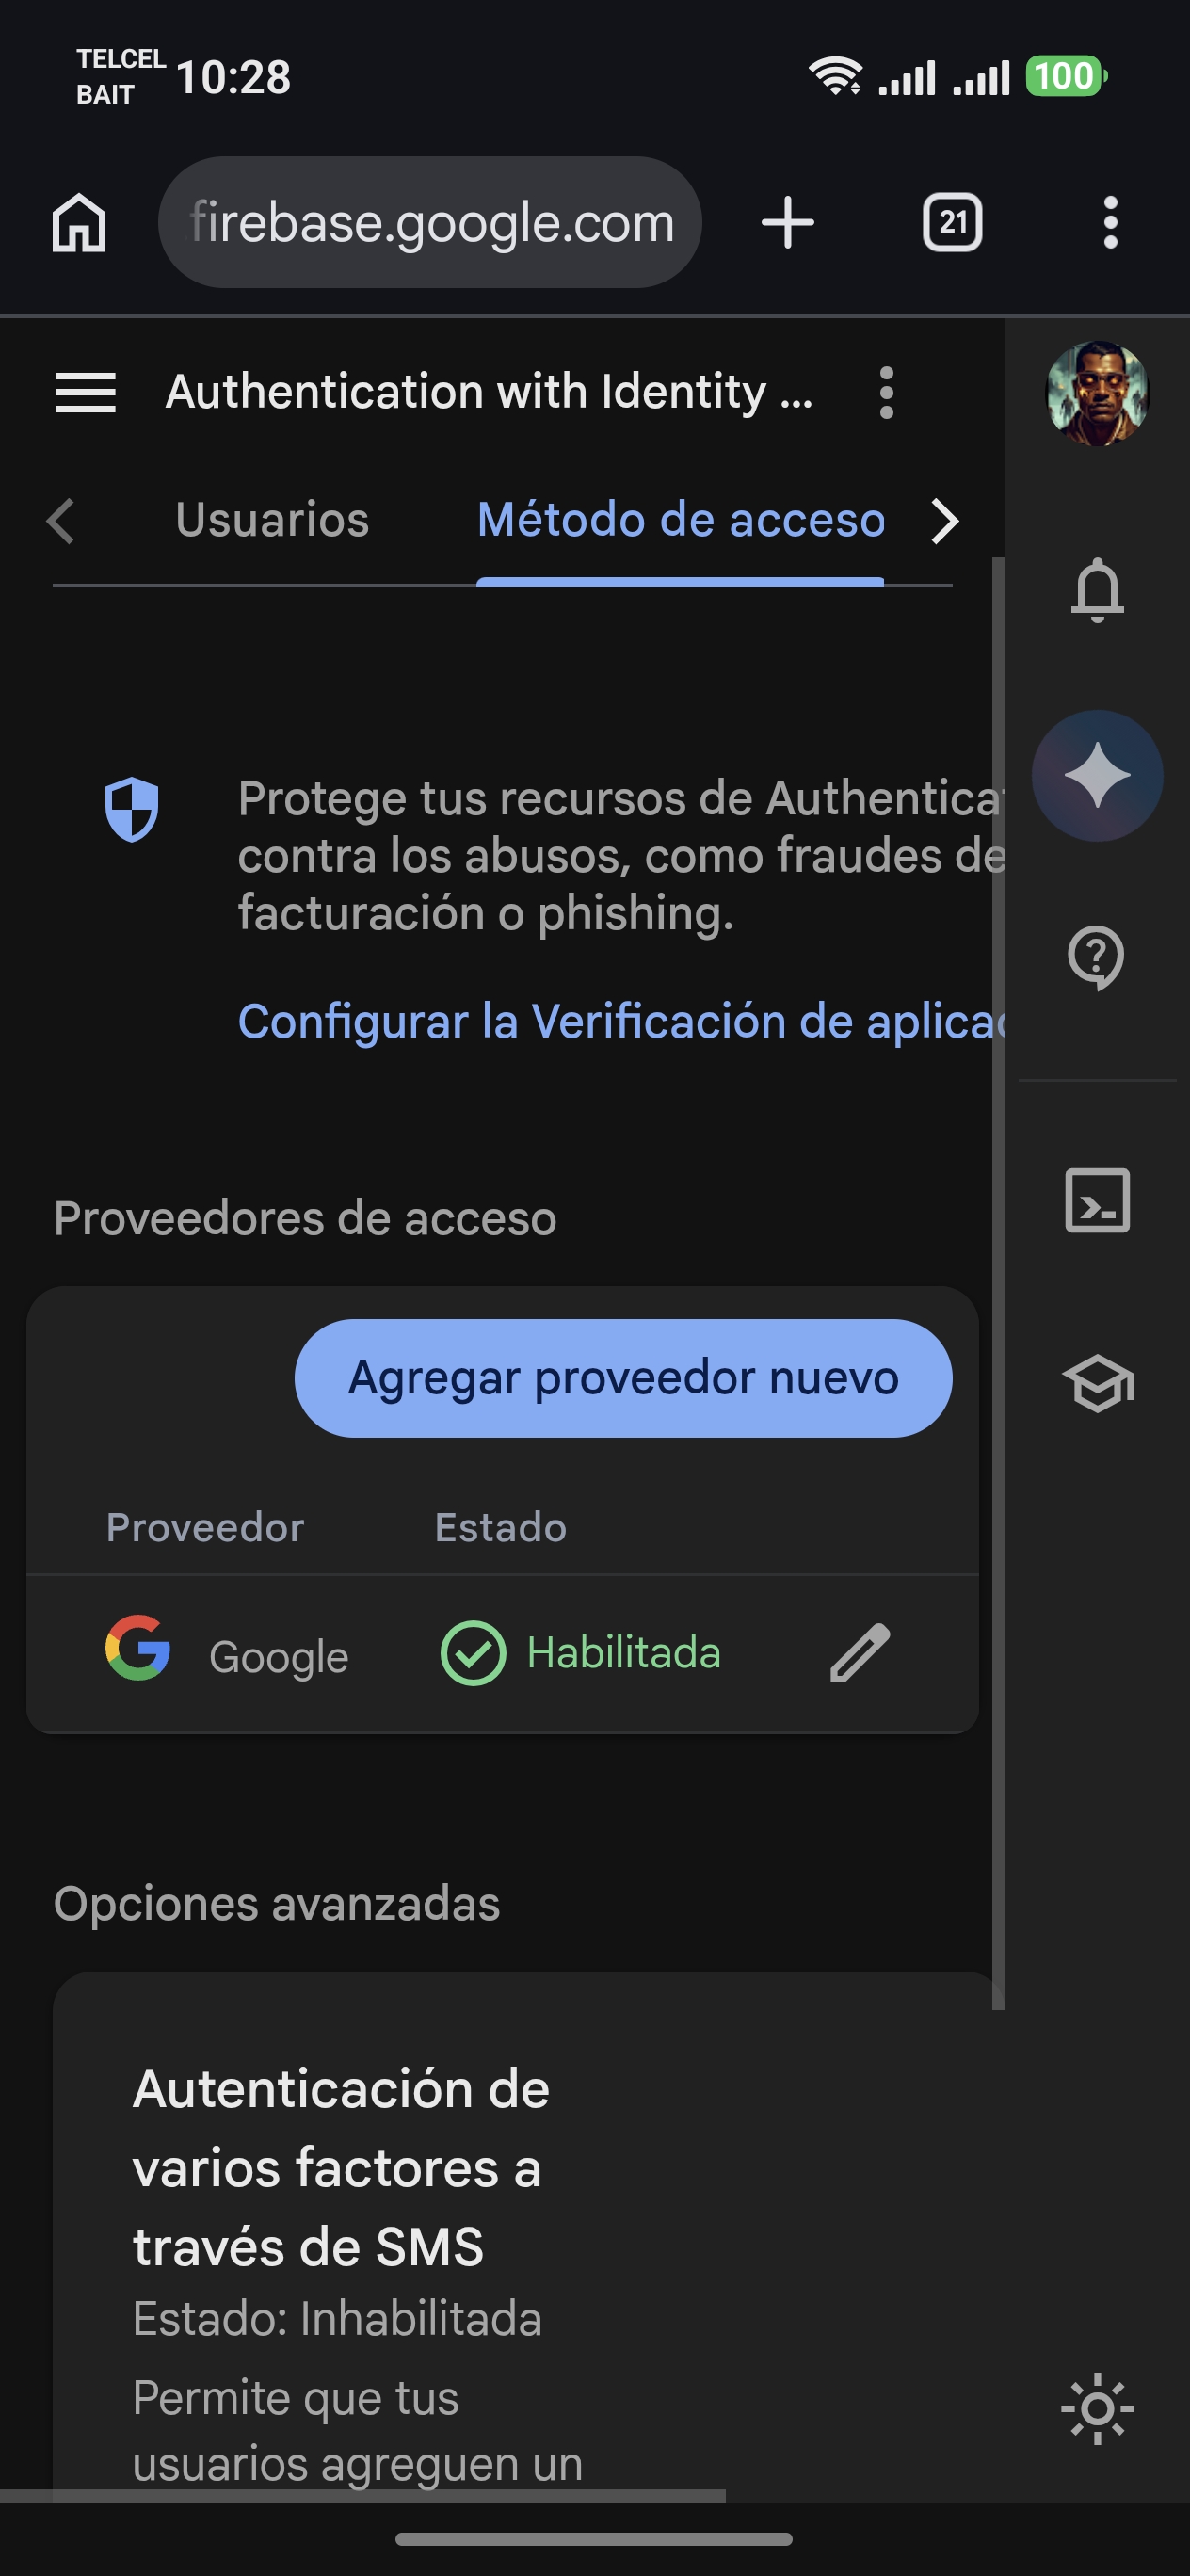 TELCEL
BAIT
10:28
100
firebase.google.com
21
Authentication with Identity ...
Usuarios
Método de acceso
Protege tus recursos de Authenticat
contra los abusos, como fraudes de
facturación o phishing.
Configurar la Verificación de aplicac
Proveedores de acceso
Agregar proveedor nuevo
Proveedor Estado
Google Habilitada
Opciones avanzadas
Autenticación de
varios factores a
través de SMS
Estado: Inhabilitada
Permite que tus
usuarios agreguen un